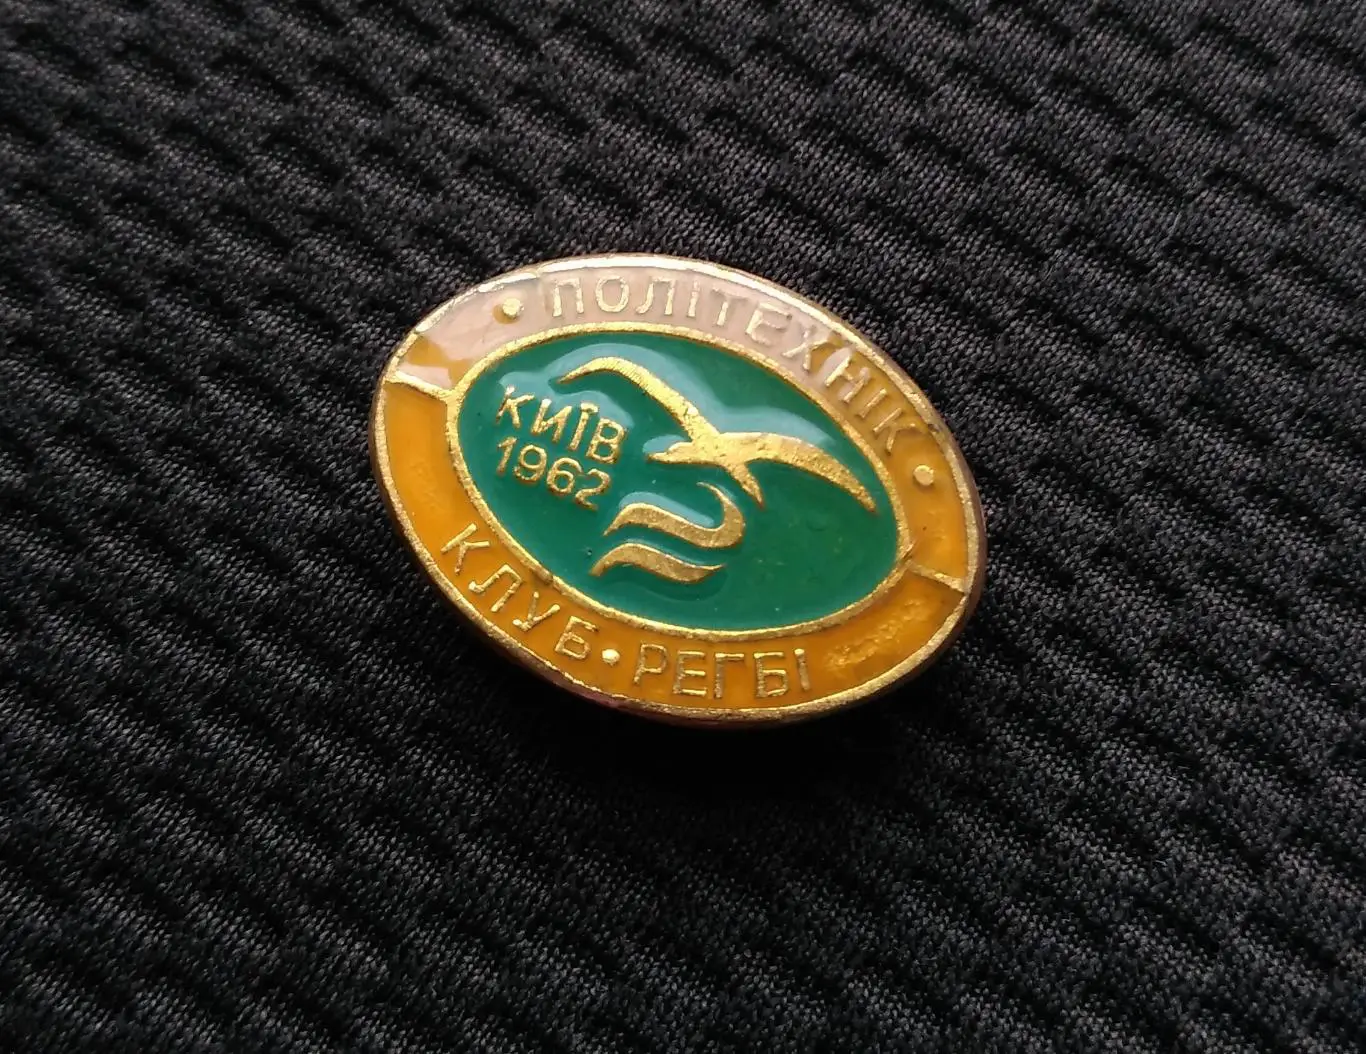 • ПОЛІТЕХНІК •
КИЇВ
1962
КЛУБ • РЕГБІ